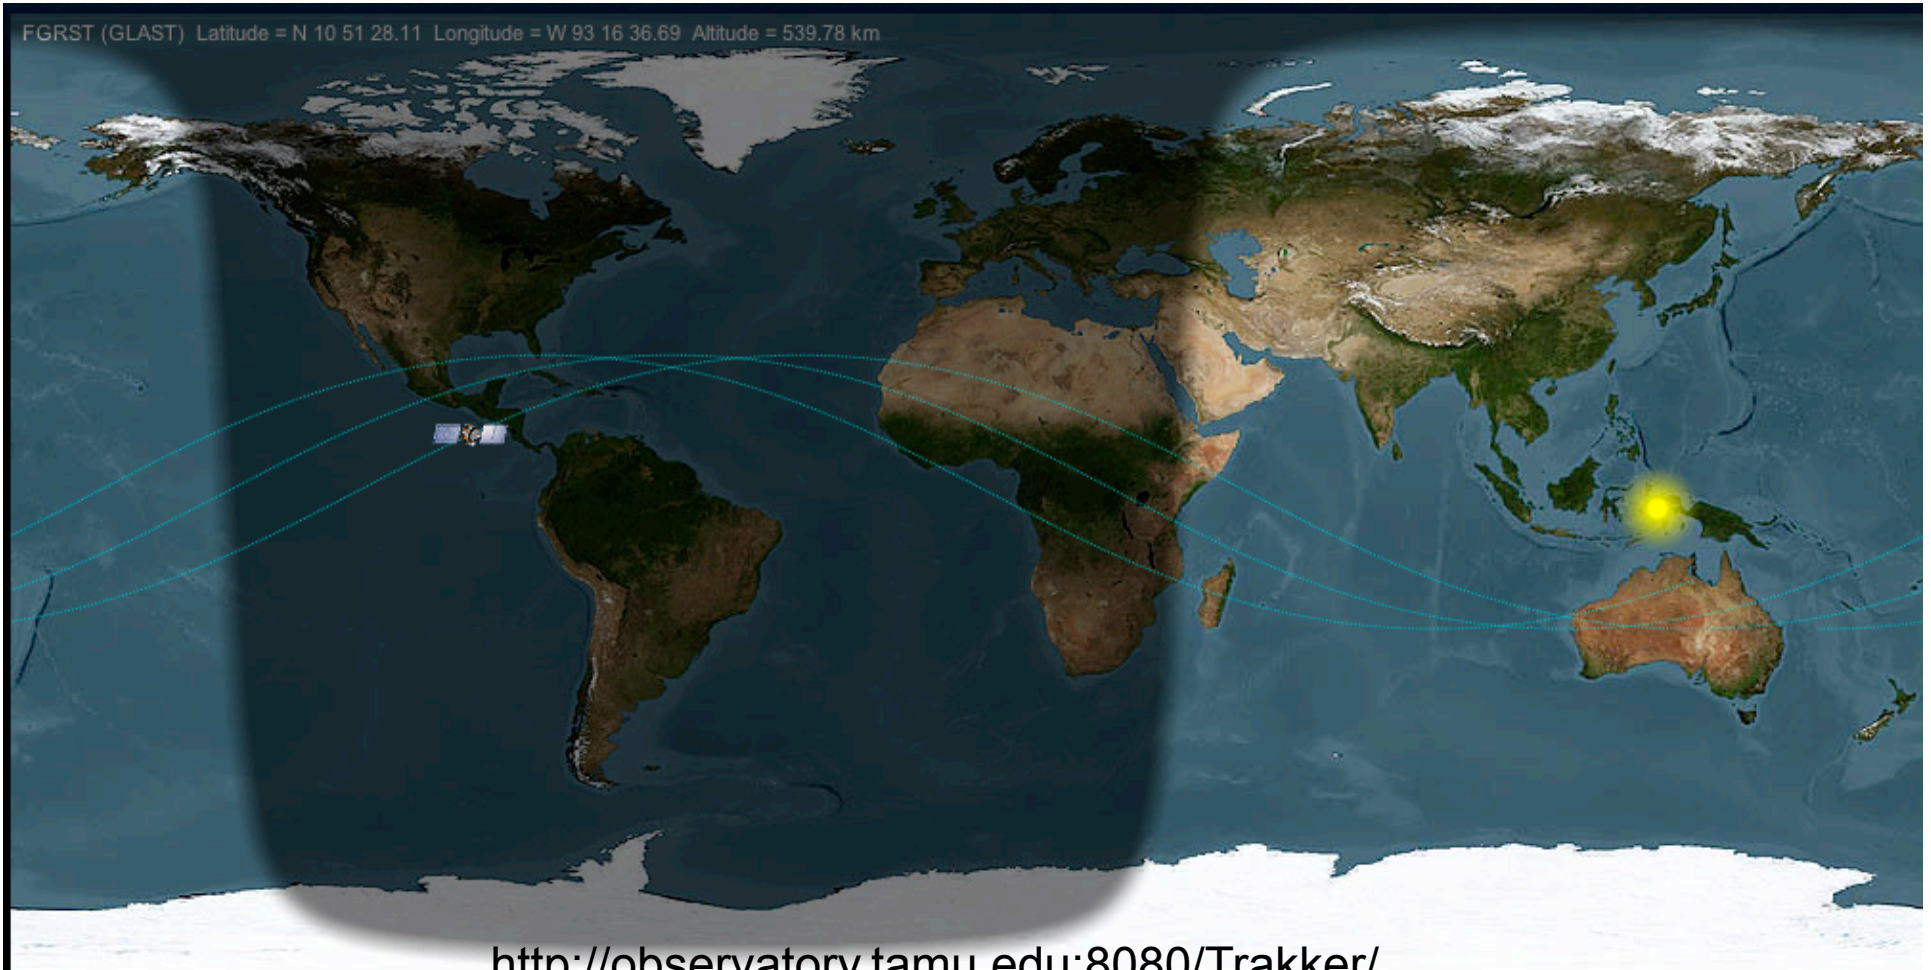 FGRST (GLAST) Latitude = N 10 51 28.11 Longitude = W 93 16 36.69 Altitude = 539.78 km
http://observatory.tamu.edu:8080/Trakker/